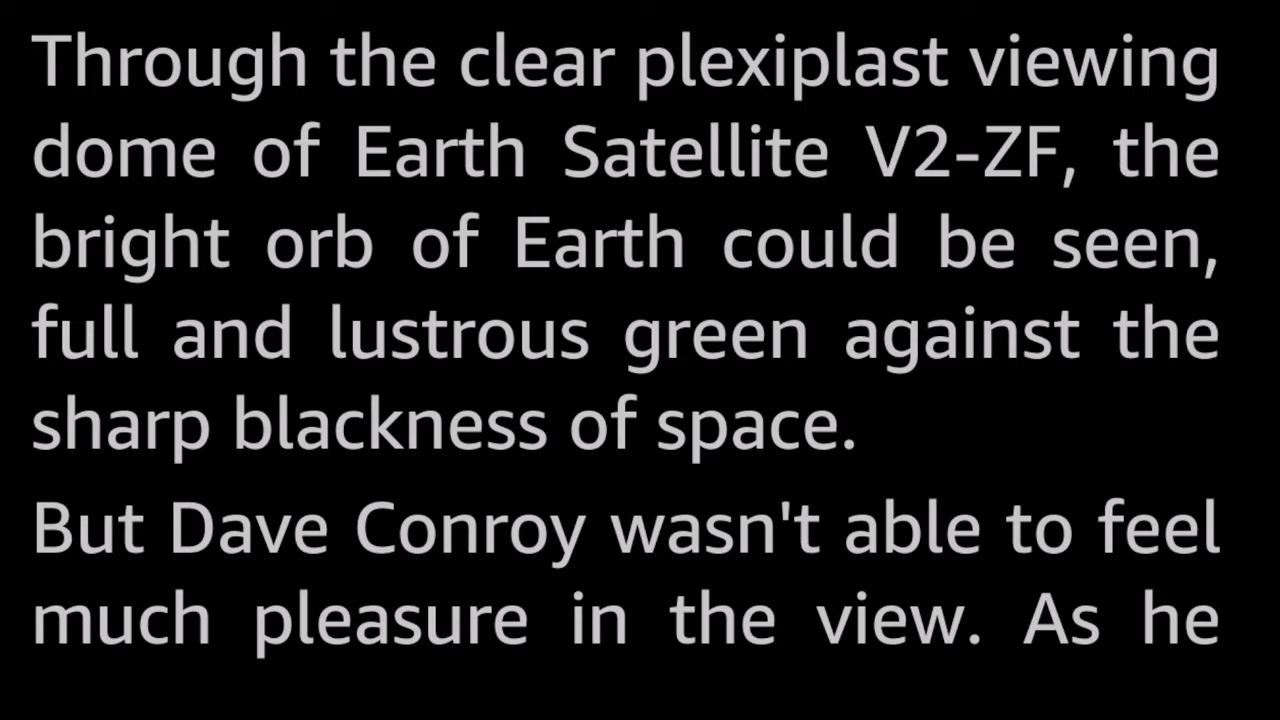 Through the clear plexiplast viewing
dome of Earth Satellite V2-ZF, the
bright orb of Earth could be seen,
full and lustrous green against the
sharp blackness of space.
But Dave Conroy wasn't able to feel
much pleasure in the view. As he